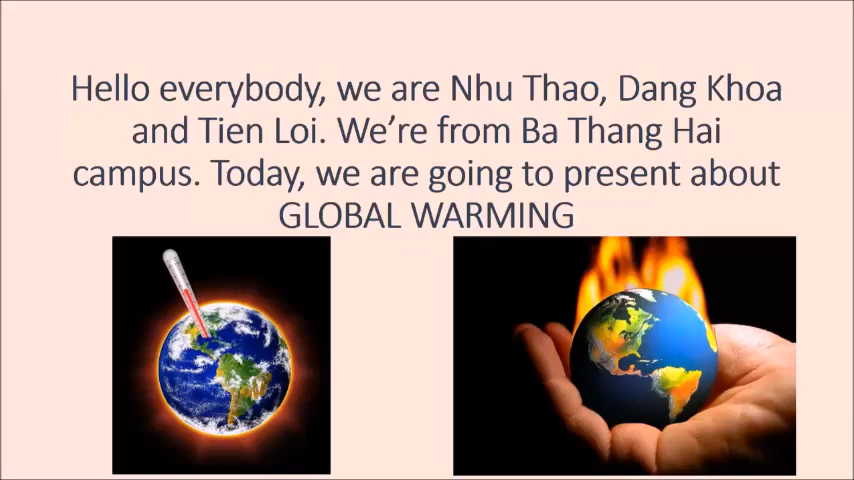 Hello everybody, we are Nhu Thao, Dang Khoa
and Tien Loi. We’re from Ba Thang Hai
campus. Today, we are going to present about
GLOBAL WARMING